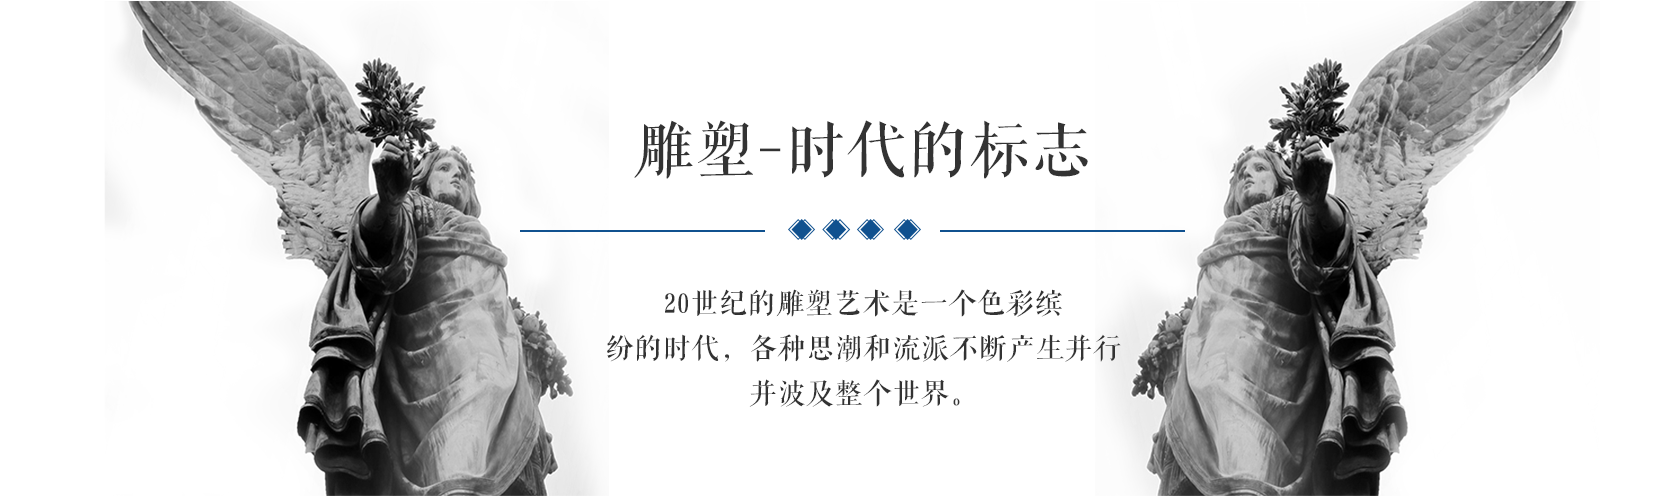 雕塑-时代的标志
20世纪的雕塑艺术是一个色彩缤
纷的时代，各种思潮和流派不断产生并行
并波及整个世界。